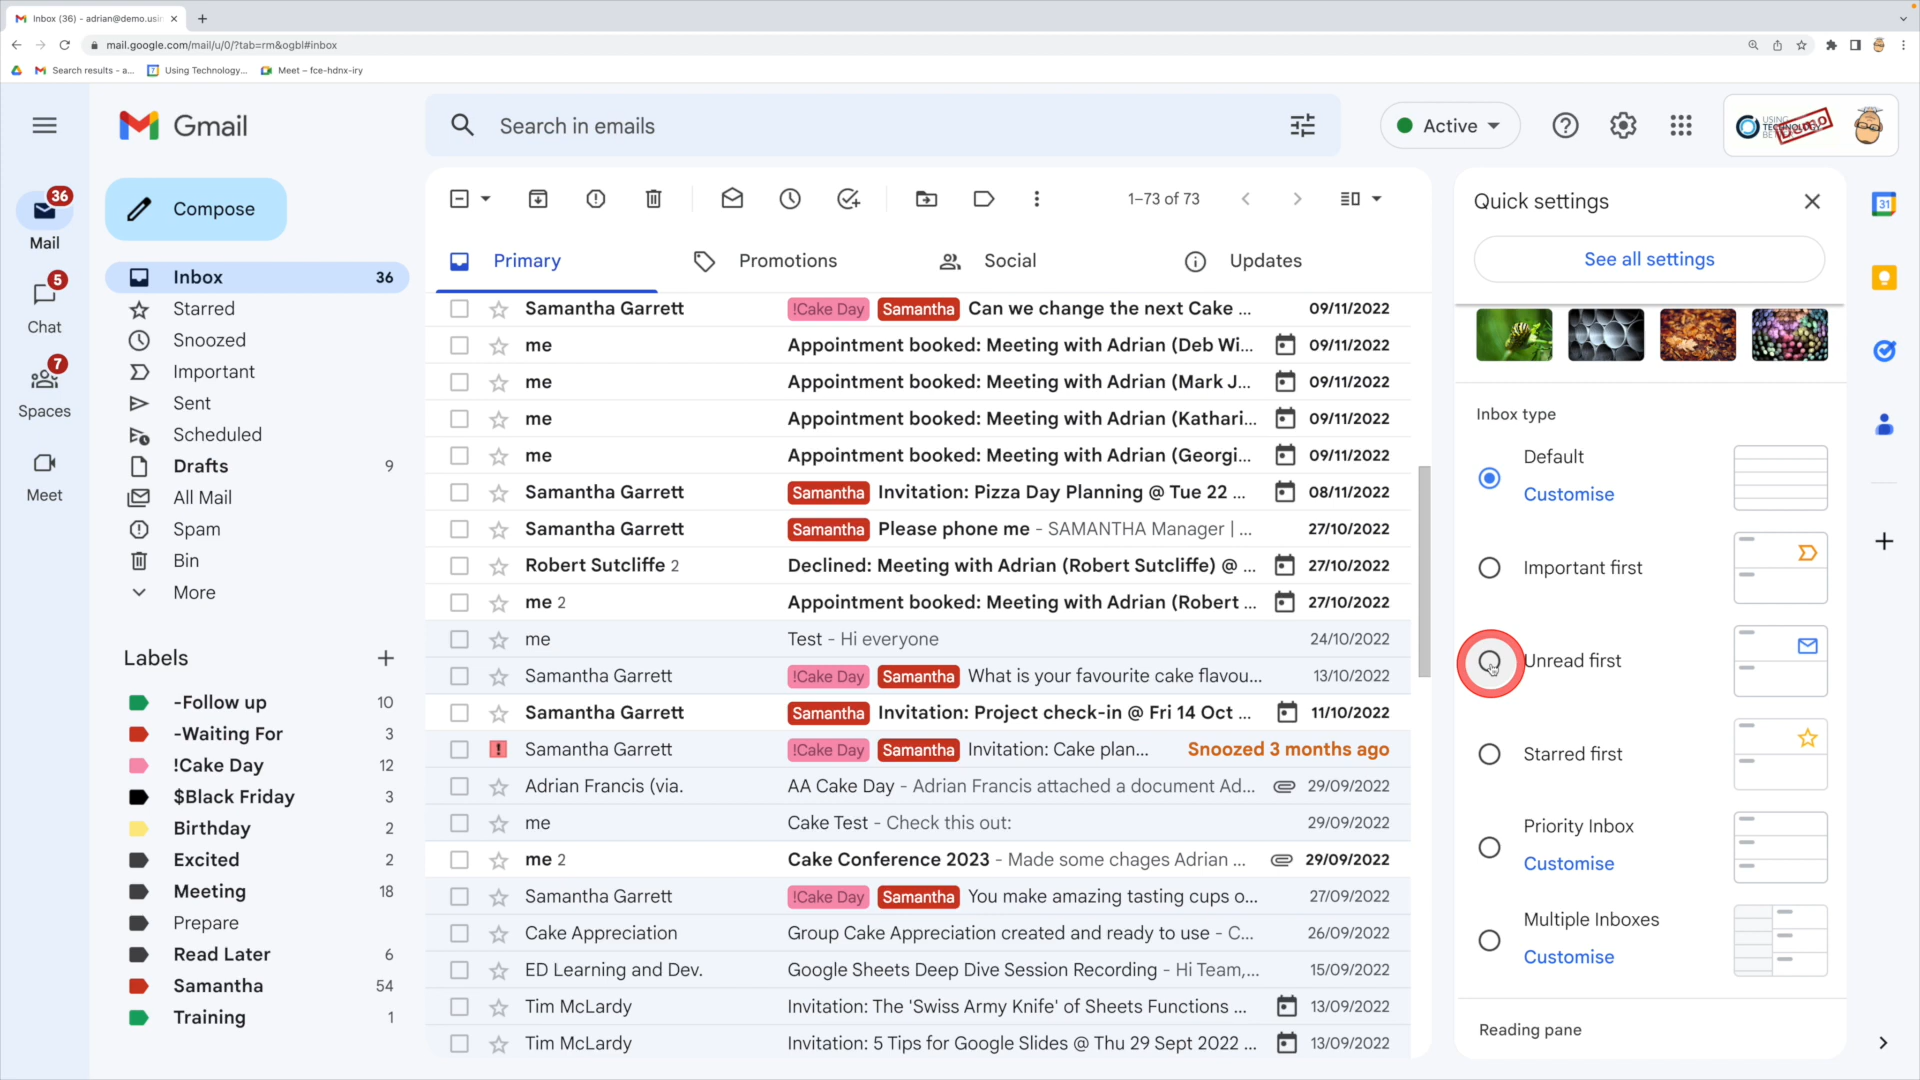 Inbox (36) - adrian@demo.usin
mail.google.com/mail/u/0/?tab=rm&ogbl#inbox
Search results - a...
Using Technology...
Meet – fce-hdnx-iry
Gmail
Search in emails
Active
USING
TECHNOLOGY
Demo
36
Mail
5
Chat
7
Spaces
Meet
Compose
Inbox 36
Starred
Snoozed
Important
Sent
Scheduled
Drafts 9
All Mail
Spam
Bin
More
Labels
-Follow up 10
-Waiting For 3
!Cake Day 12
$Black Friday 3
Birthday 2
Excited 2
Meeting 18
Prepare
Read Later 6
Samantha 54
Training 1
1–73 of 73
Primary
Promotions
Social
Updates
Samantha Garrett !Cake Day Samantha Can we change the next Cake ... 09/11/2022
me Appointment booked: Meeting with Adrian (Deb Wi... 09/11/2022
me Appointment booked: Meeting with Adrian (Mark J... 09/11/2022
me Appointment booked: Meeting with Adrian (Kathari... 09/11/2022
me Appointment booked: Meeting with Adrian (Georgi... 09/11/2022
Samantha Garrett Samantha Invitation: Pizza Day Planning @ Tue 22 ... 08/11/2022
Samantha Garrett Samantha Please phone me - SAMANTHA Manager | ... 27/10/2022
Robert Sutcliffe 2 Declined: Meeting with Adrian (Robert Sutcliffe) @ ... 27/10/2022
me 2 Appointment booked: Meeting with Adrian (Robert ... 27/10/2022
me Test - Hi everyone 24/10/2022
Samantha Garrett !Cake Day Samantha What is your favourite cake flavou... 13/10/2022
Samantha Garrett Samantha Invitation: Project check-in @ Fri 14 Oct ... 11/10/2022
Samantha Garrett !Cake Day Samantha Invitation: Cake plan... Snoozed 3 months ago
Adrian Francis (via. AA Cake Day - Adrian Francis attached a document Ad... 29/09/2022
me Cake Test - Check this out: 29/09/2022
me 2 Cake Conference 2023 - Made some chages Adrian ... 29/09/2022
Samantha Garrett !Cake Day Samantha You make amazing tasting cups o... 27/09/2022
Cake Appreciation Group Cake Appreciation created and ready to use - C... 26/09/2022
ED Learning and Dev. Google Sheets Deep Dive Session Recording - Hi Team,... 15/09/2022
Tim McLardy Invitation: The 'Swiss Army Knife' of Sheets Functions ... 13/09/2022
Tim McLardy Invitation: 5 Tips for Google Slides @ Thu 29 Sept 2022 ... 13/09/2022
Quick settings
See all settings
Inbox type
Default
Customise
Important first
Unread first
Starred first
Priority Inbox
Customise
Multiple Inboxes
Customise
Reading pane
31